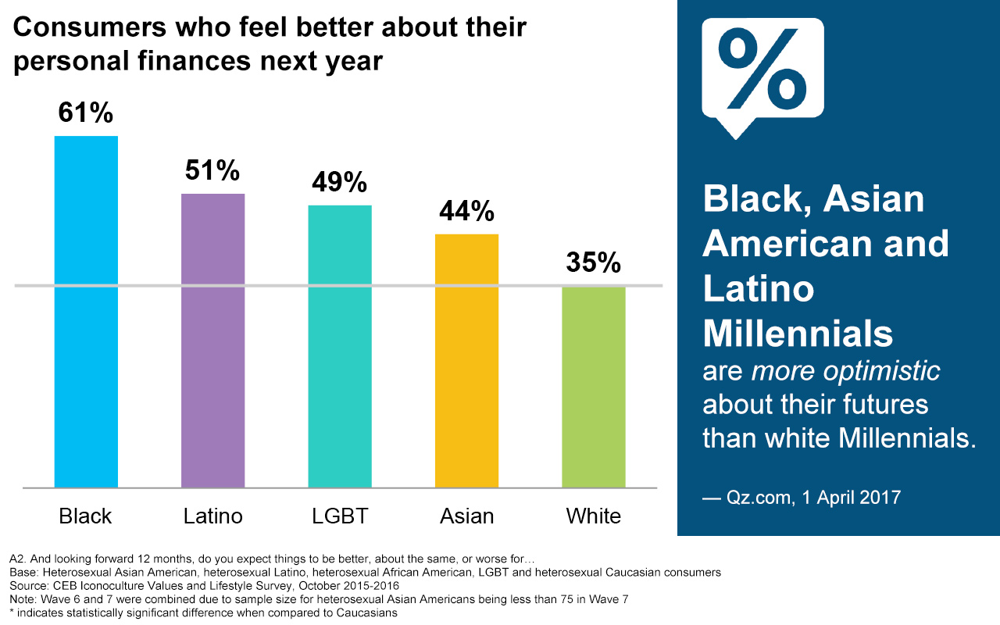 Consumers who feel better about their
personal finances next year
61%
51%
49%
44%
35%
Black
Latino
LGBT
Asian
White
%
Black, Asian
American and
Latino
Millennials
are more optimistic
about their futures
than white Millennials.
— Qz.com, 1 April 2017
A2. And looking forward 12 months, do you expect things to be better, about the same, or worse for…
Base: Heterosexual Asian American, heterosexual Latino, heterosexual African American, LGBT and heterosexual Caucasian consumers
Source: CEB Iconoculture Values and Lifestyle Survey, October 2015-2016
Note: Wave 6 and 7 were combined due to sample size for heterosexual Asian Americans being less than 75 in Wave 7
* indicates statistically significant difference when compared to Caucasians